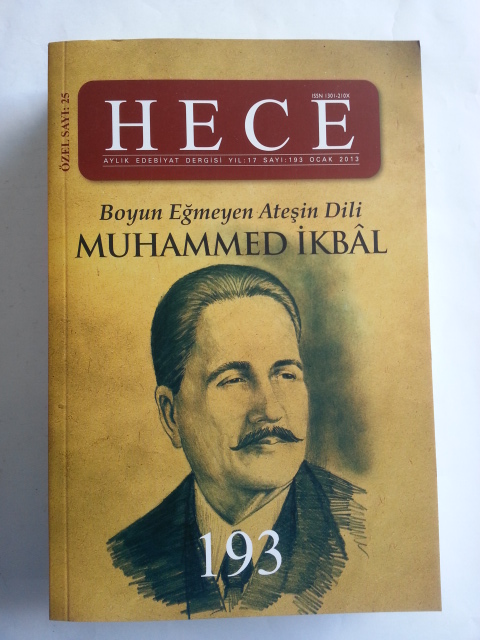 ÖZEL SAYI: 25
ISSN 1301-210X
HECE
AYLIK EDEBİYAT DERGİSİ YIL:17 SAYI:193 OCAK 2013
Boyun Eğmeyen Ateşin Dili
MUHAMMED İKBÂL
193